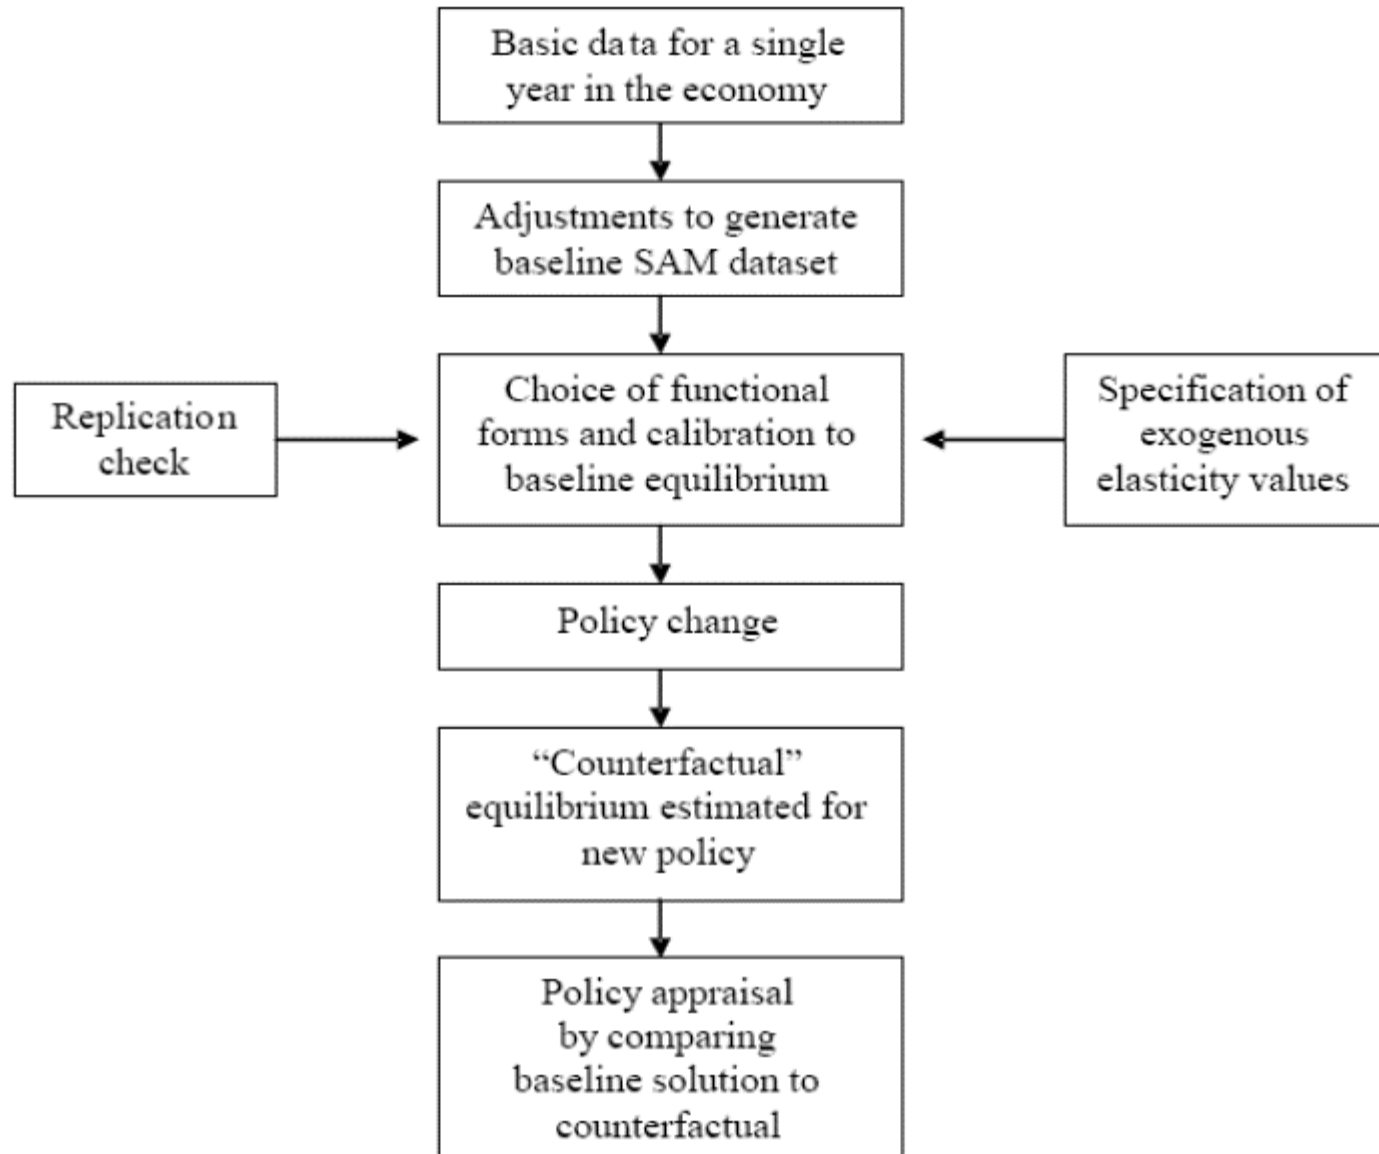 Basic data for a single
year in the economy
Adjustments to generate
baseline SAM dataset
Replication
check
Choice of functional
forms and calibration to
baseline equilibrium
Specification of
exogenous
elasticity values
Policy change
“Counterfactual”
equilibrium estimated for
new policy
Policy appraisal
by comparing
baseline solution to
counterfactual